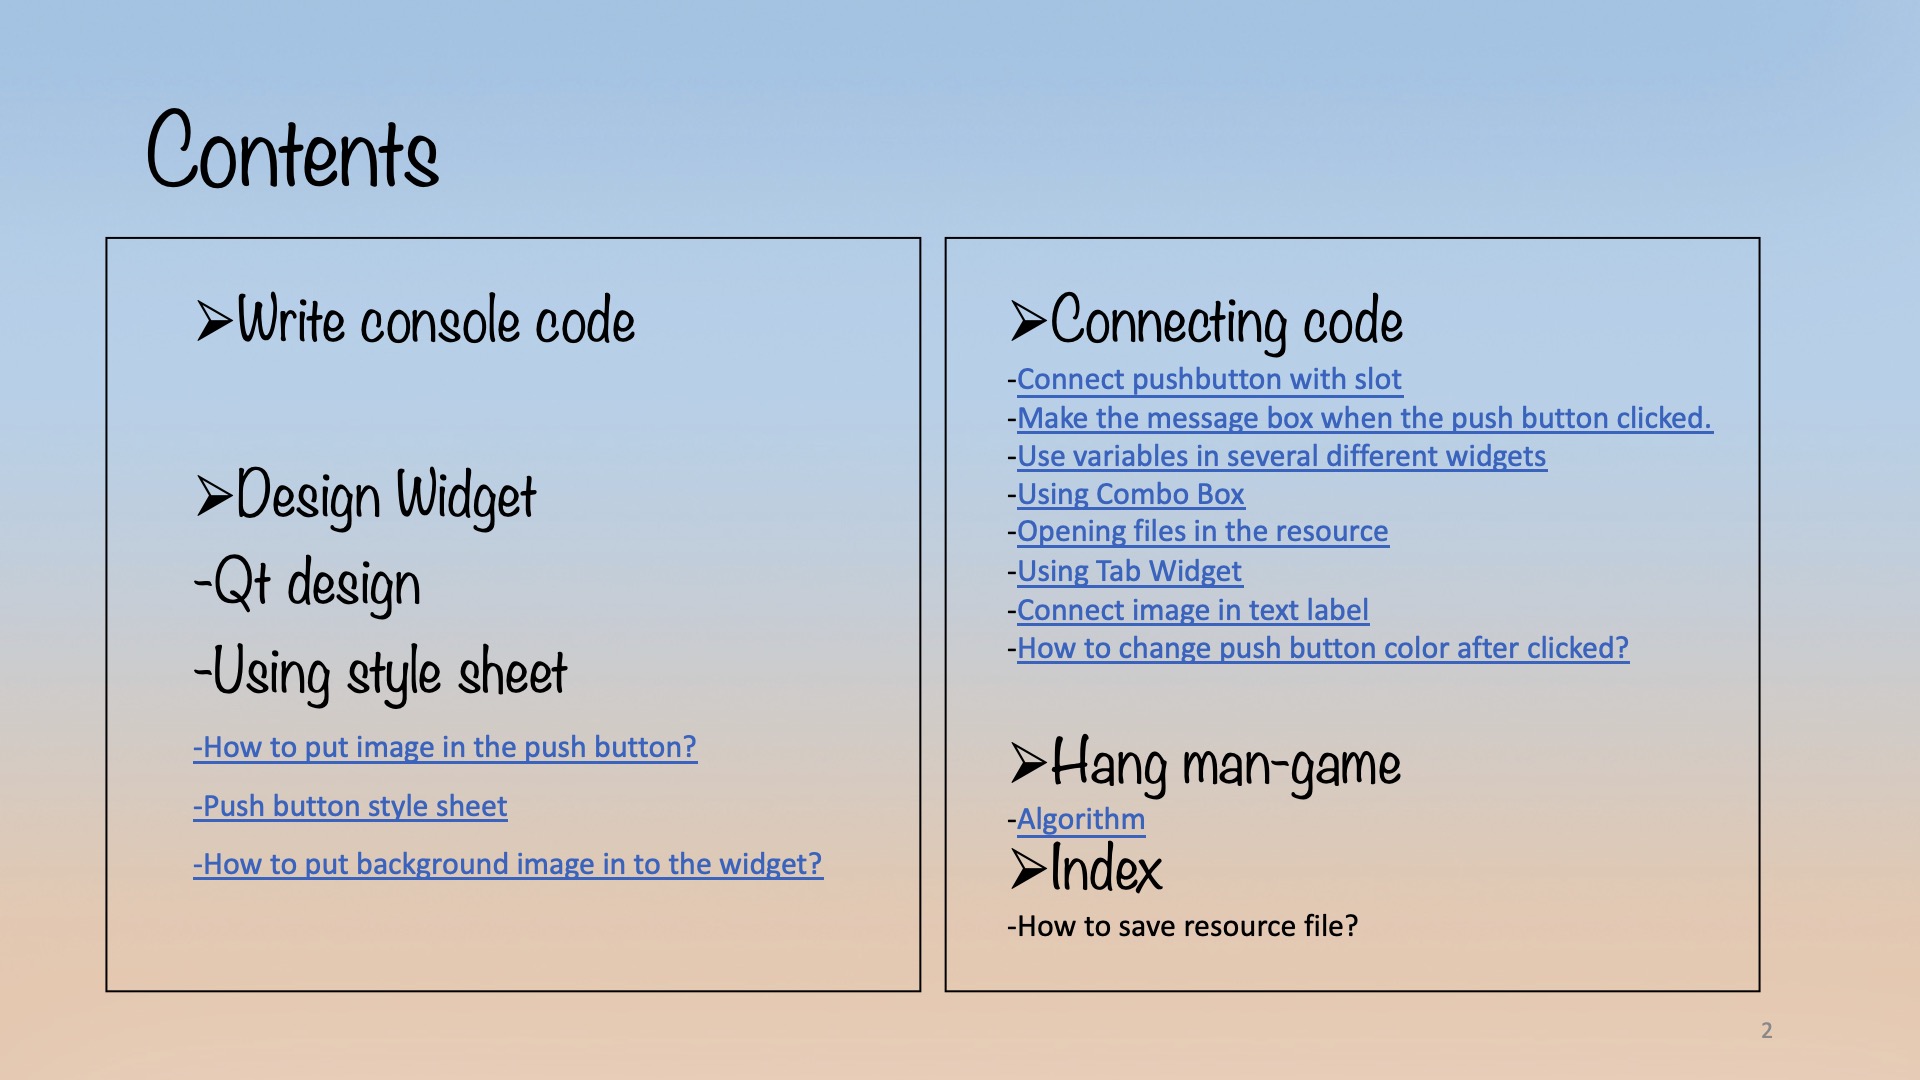 Contents
➢Write console code
➢Design Widget
-Qt design
-Using style sheet
-How to put image in the push button?
-Push button style sheet
-How to put background image in to the widget?
➢Connecting code
-Connect pushbutton with slot
-Make the message box when the push button clicked.
-Use variables in several different widgets
-Using Combo Box
-Opening files in the resource
-Using Tab Widget
-Connect image in text label
-How to change push button color after clicked?
➢Hang man-game
-Algorithm
➢Index
-How to save resource file?
2